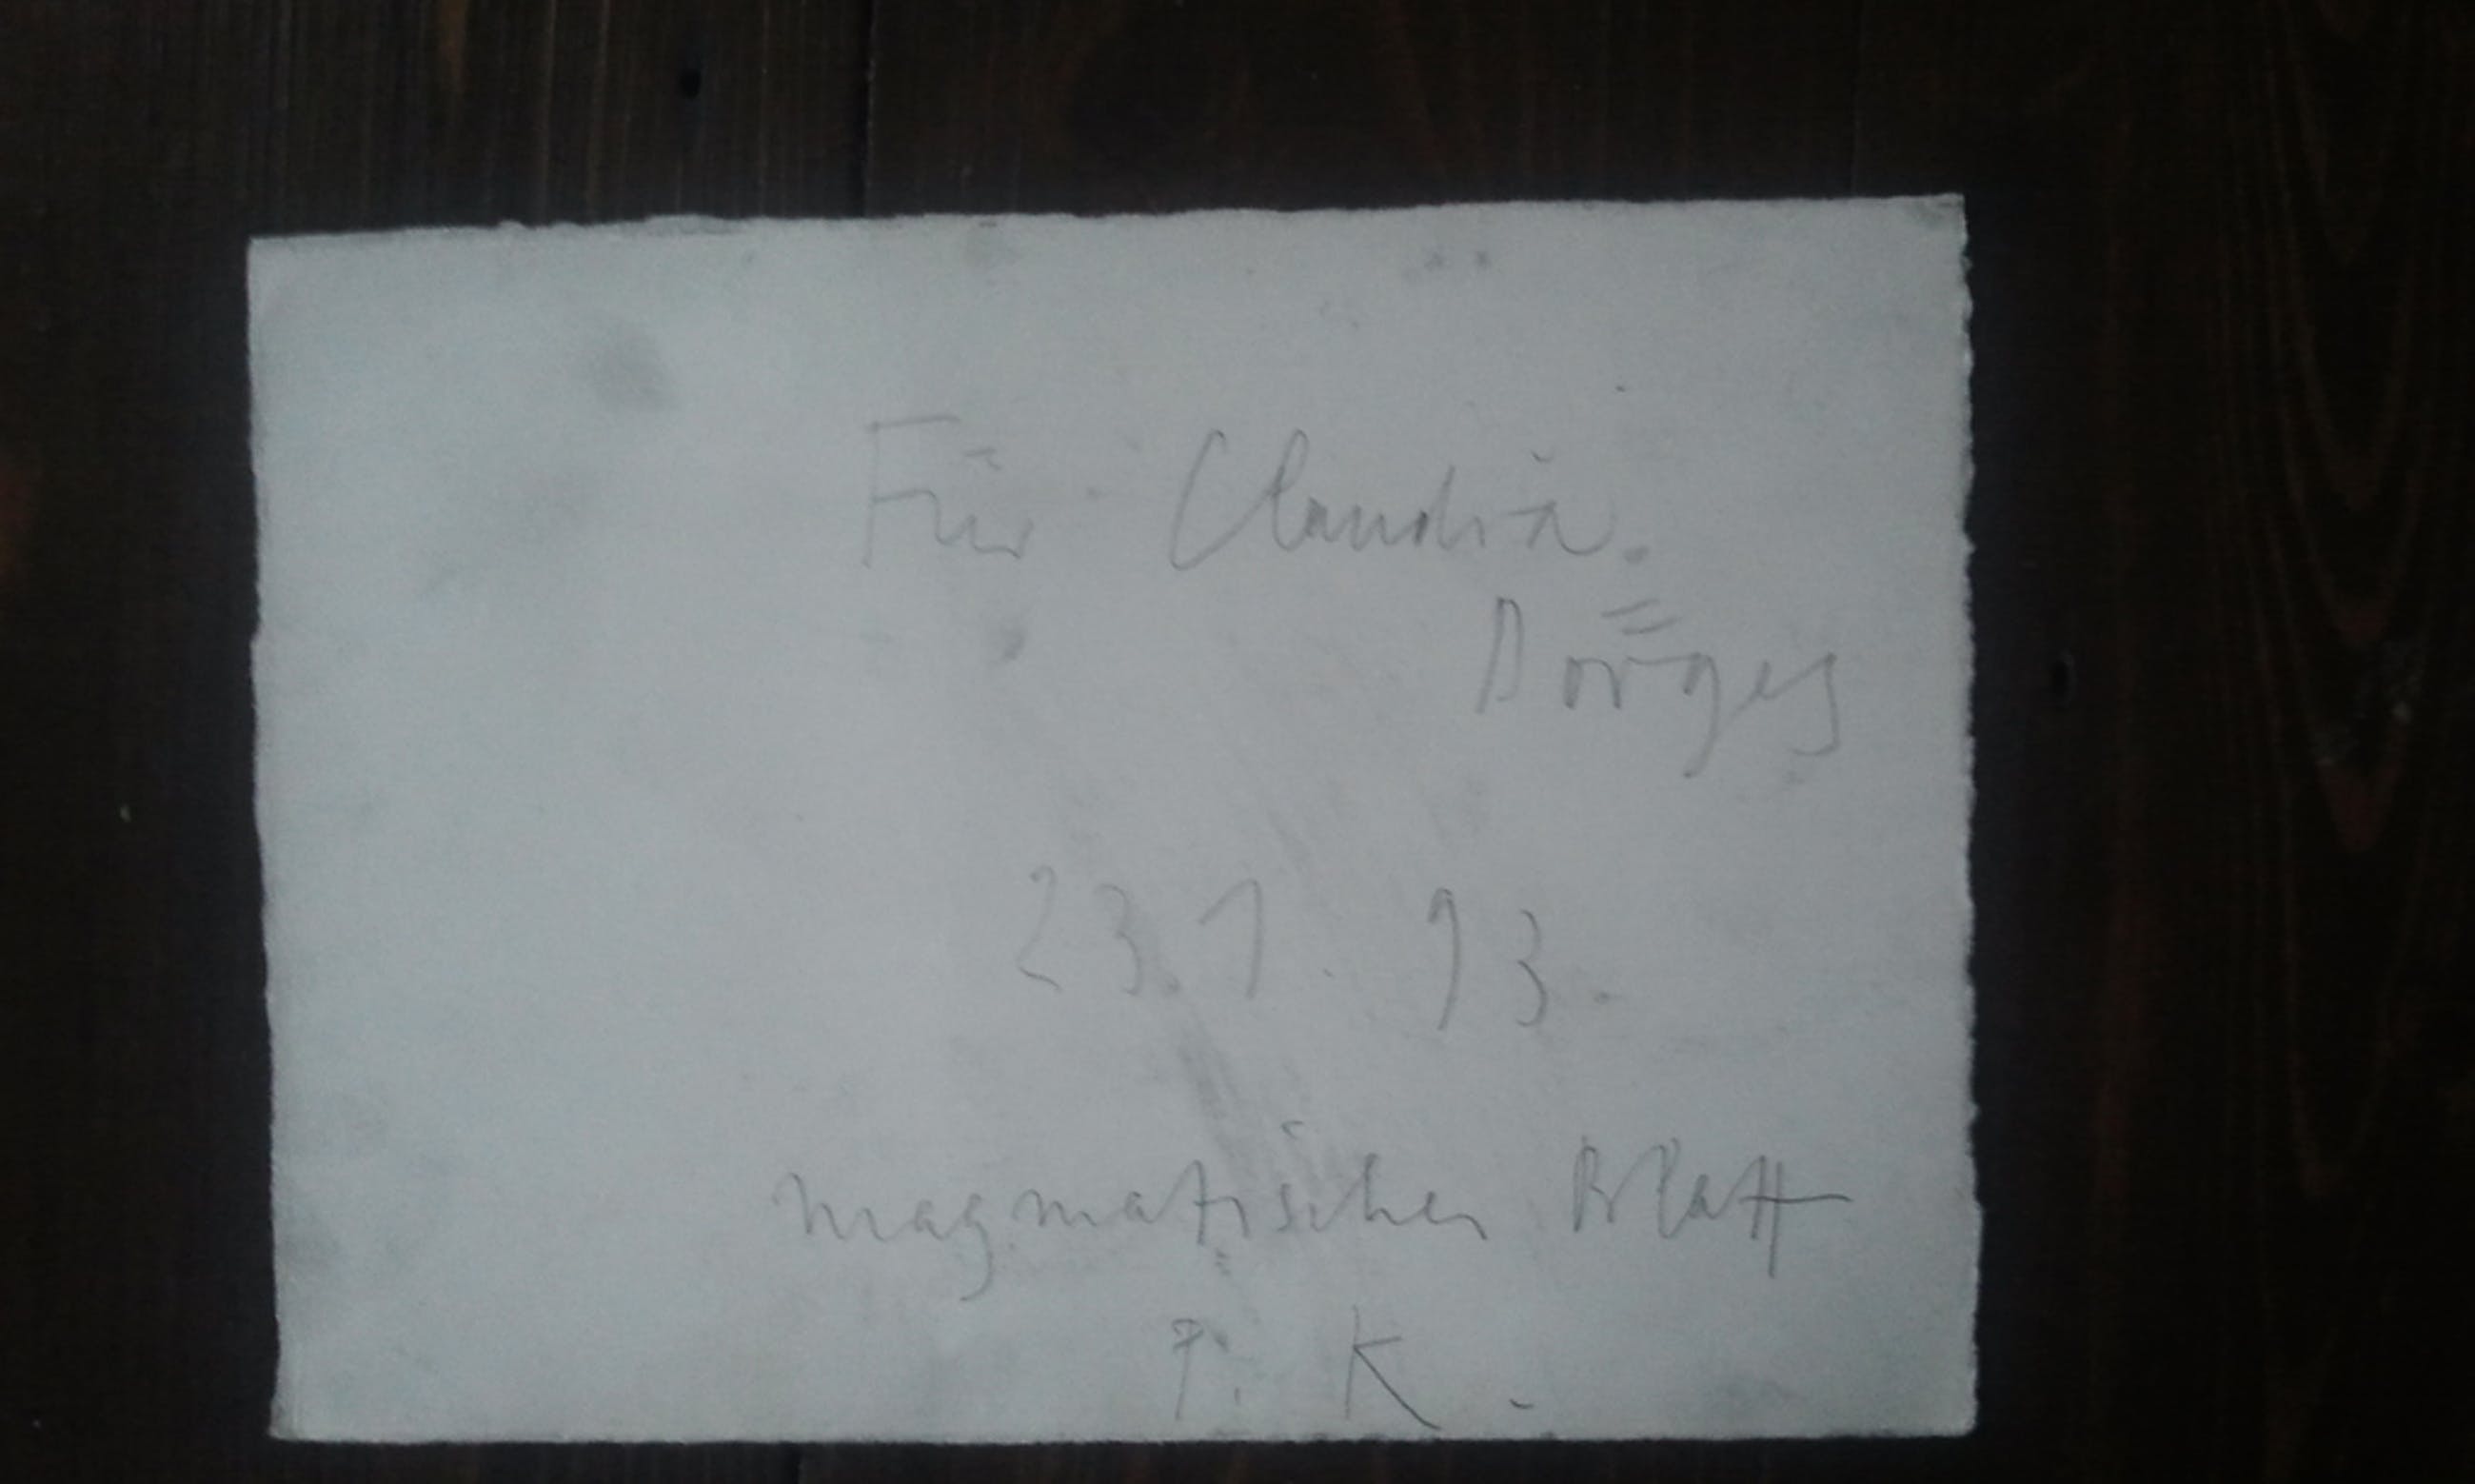 Für Claudia.
Dörges
23.1. 93.
magmatisches Blatt
P. K.